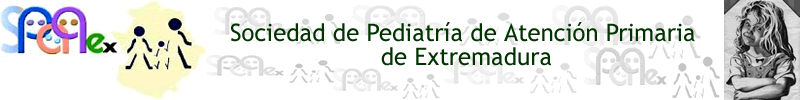 SPAPex
Sociedad de Pediatría de Atención Primaria
de Extremadura